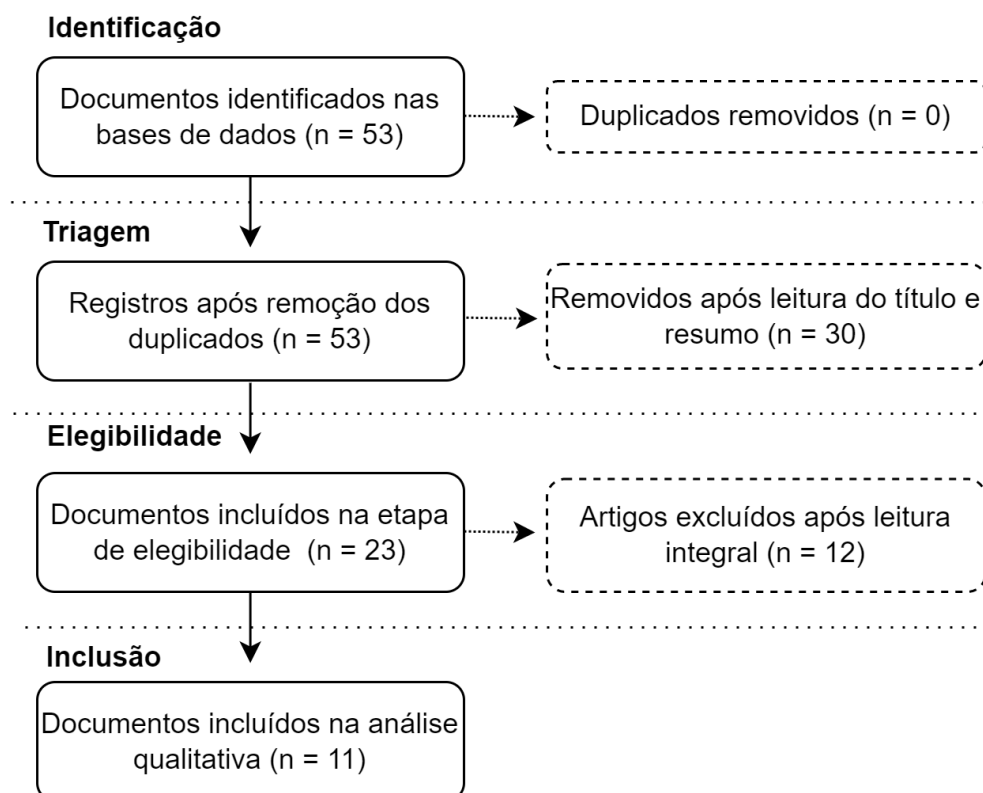 Identificação
Documentos identificados nas
bases de dados (n = 53)
Duplicados removidos (n = 0)
Triagem
Registros após remoção dos
duplicados (n = 53)
Removidos após leitura do título e
resumo (n = 30)
Elegibilidade
Documentos incluídos na etapa
de elegibilidade (n = 23)
Artigos excluídos após leitura
integral (n = 12)
Inclusão
Documentos incluídos na análise
qualitativa (n = 11)